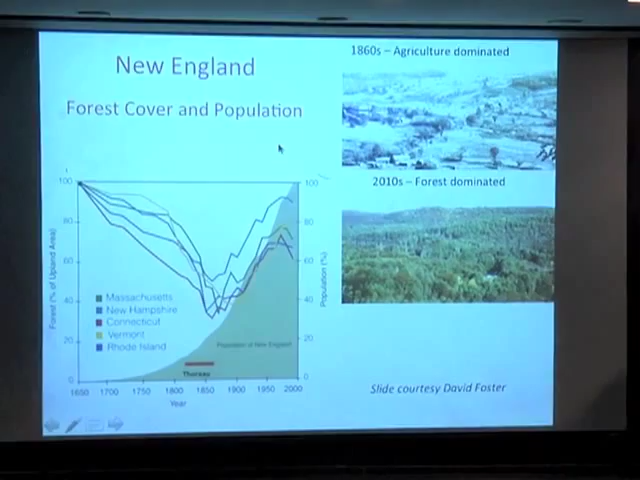 New England
Forest Cover and Population
1860s – Agriculture dominated
2010s – Forest dominated
100
80
60
40
20
0
Forest (% of Upland Area)
100
80
60
40
20
0
Population (%)
Massachusetts
New Hampshire
Connecticut
Vermont
Rhode Island
Population of New England
Thoreau
1650 1700 1750 1800 1850 1900 1950 2000
Year
Slide courtesy David Foster